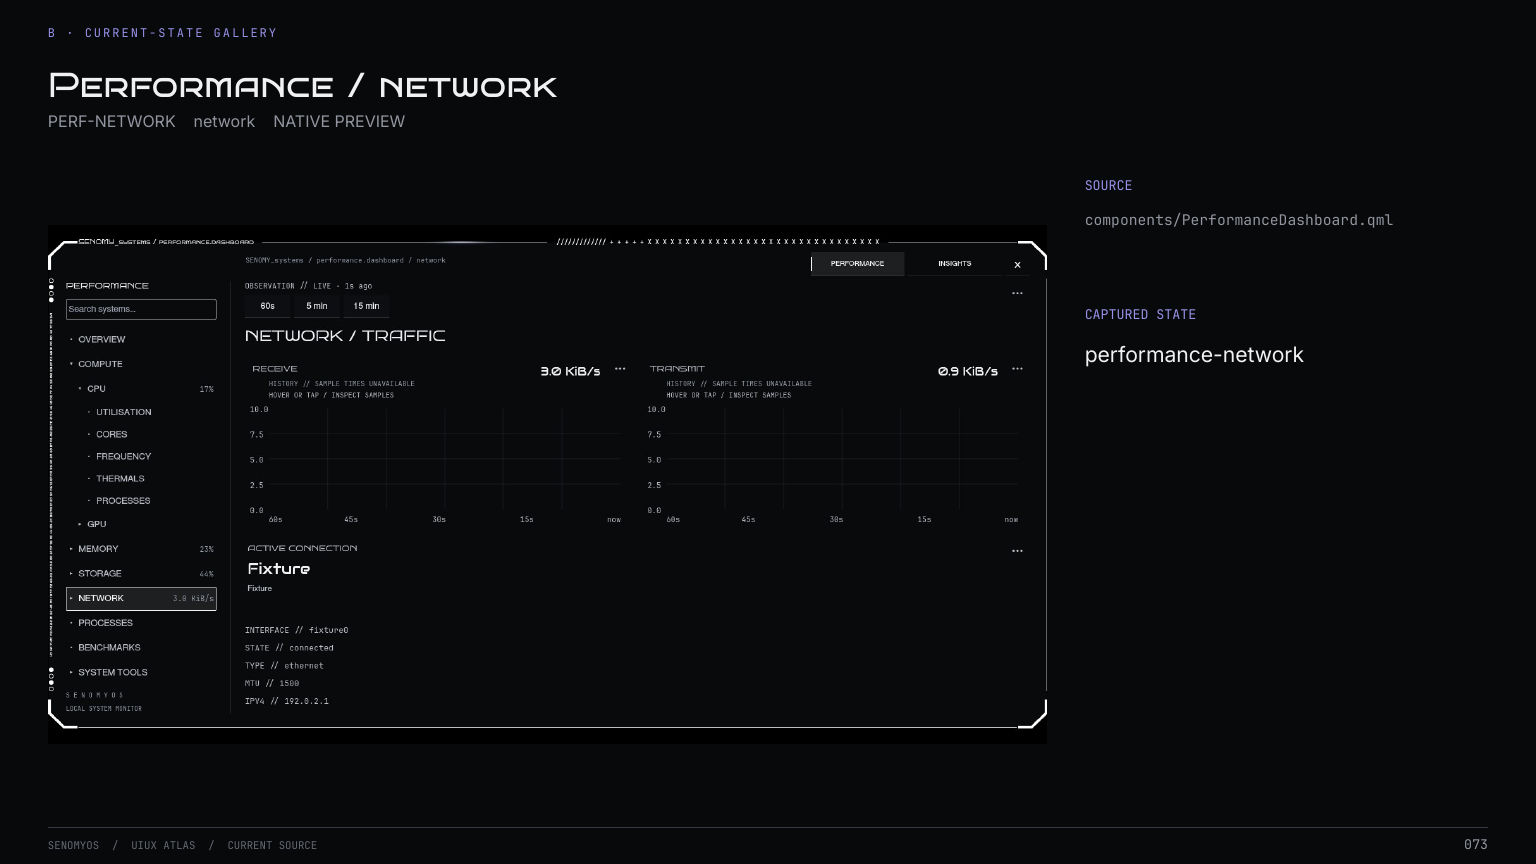 B · CURRENT-STATE GALLERY
PERFORMANCE / NETWORK
PERF-NETWORK network NATIVE PREVIEW
SOURCE
components/PerformanceDashboard.qml
CAPTURED STATE
performance-network
SENOMY_SYSTEMS / PERFORMANCE.DASHBOARD
///////////// + + + + + X X X X X X X X X X X X X X X X X X X X X X X X X X X X X X X
SENOMY_systems / performance.dashboard / network
PERFORMANCE
INSIGHTS
X
PERFORMANCE
Search systems...
OVERVIEW
COMPUTE
CPU 17%
UTILISATION
CORES
FREQUENCY
THERMALS
PROCESSES
GPU
MEMORY 23%
STORAGE 44%
NETWORK 3.0 KiB/s
PROCESSES
BENCHMARKS
SYSTEM TOOLS
SENOMYOS
LOCAL SYSTEM MONITOR
OBSERVATION // LIVE · 1s ago
60s 5 min 15 min
NETWORK / TRAFFIC
RECEIVE 3.0 KiB/s
HISTORY // SAMPLE TIMES UNAVAILABLE
HOVER OR TAP / INSPECT SAMPLES
10.0
7.5
5.0
2.5
0.0
60s 45s 30s 15s now
TRANSMIT 0.9 KiB/s
HISTORY // SAMPLE TIMES UNAVAILABLE
HOVER OR TAP / INSPECT SAMPLES
10.0
7.5
5.0
2.5
0.0
60s 45s 30s 15s now
ACTIVE CONNECTION
Fixture
Fixture
INTERFACE // fixture0
STATE // connected
TYPE // ethernet
MTU // 1500
IPV4 // 192.0.2.1
SENOMYOS / UIUX ATLAS / CURRENT SOURCE
073